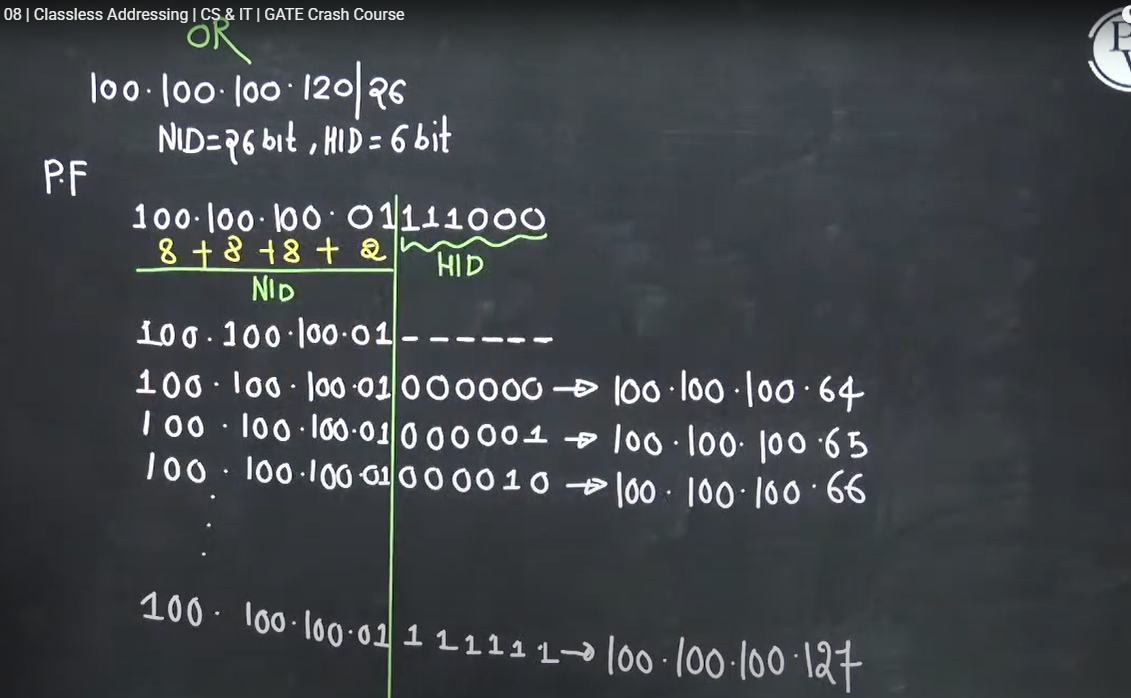 08 | Classless Addressing | CS & IT | GATE Crash Course
OR
100.100.100.120|26
NID=26 bit, HID = 6 bit
P.F
100.100.100.01|111000
8 + 8 + 8 + 2
HID
NID
100.100.100.01|------
100.100.100.01|000000 → 100.100.100.64
100.100.100.01|000001 → 100.100.100.65
100.100.100.01|000010 → 100.100.100.66
.
.
.
100.100.100.01|111111 → 100.100.100.127